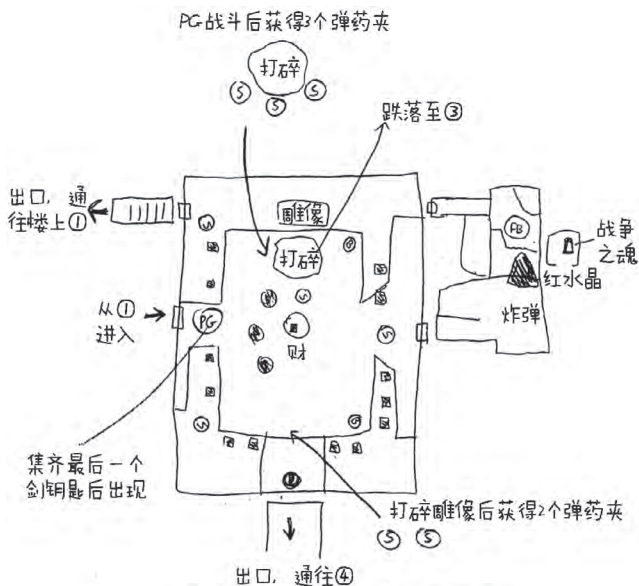 PG战斗后获得3个弹药夹
打碎
S S S
跌落至③
出口，通
往楼上①
雕像
打碎
S
S
PB
战争
之魂
红水晶
从①
进入
PG
财
S
炸弹
S
集齐最后一个
剑钥匙后出现
打碎雕像后获得2个弹药夹
S S
出口，通往④